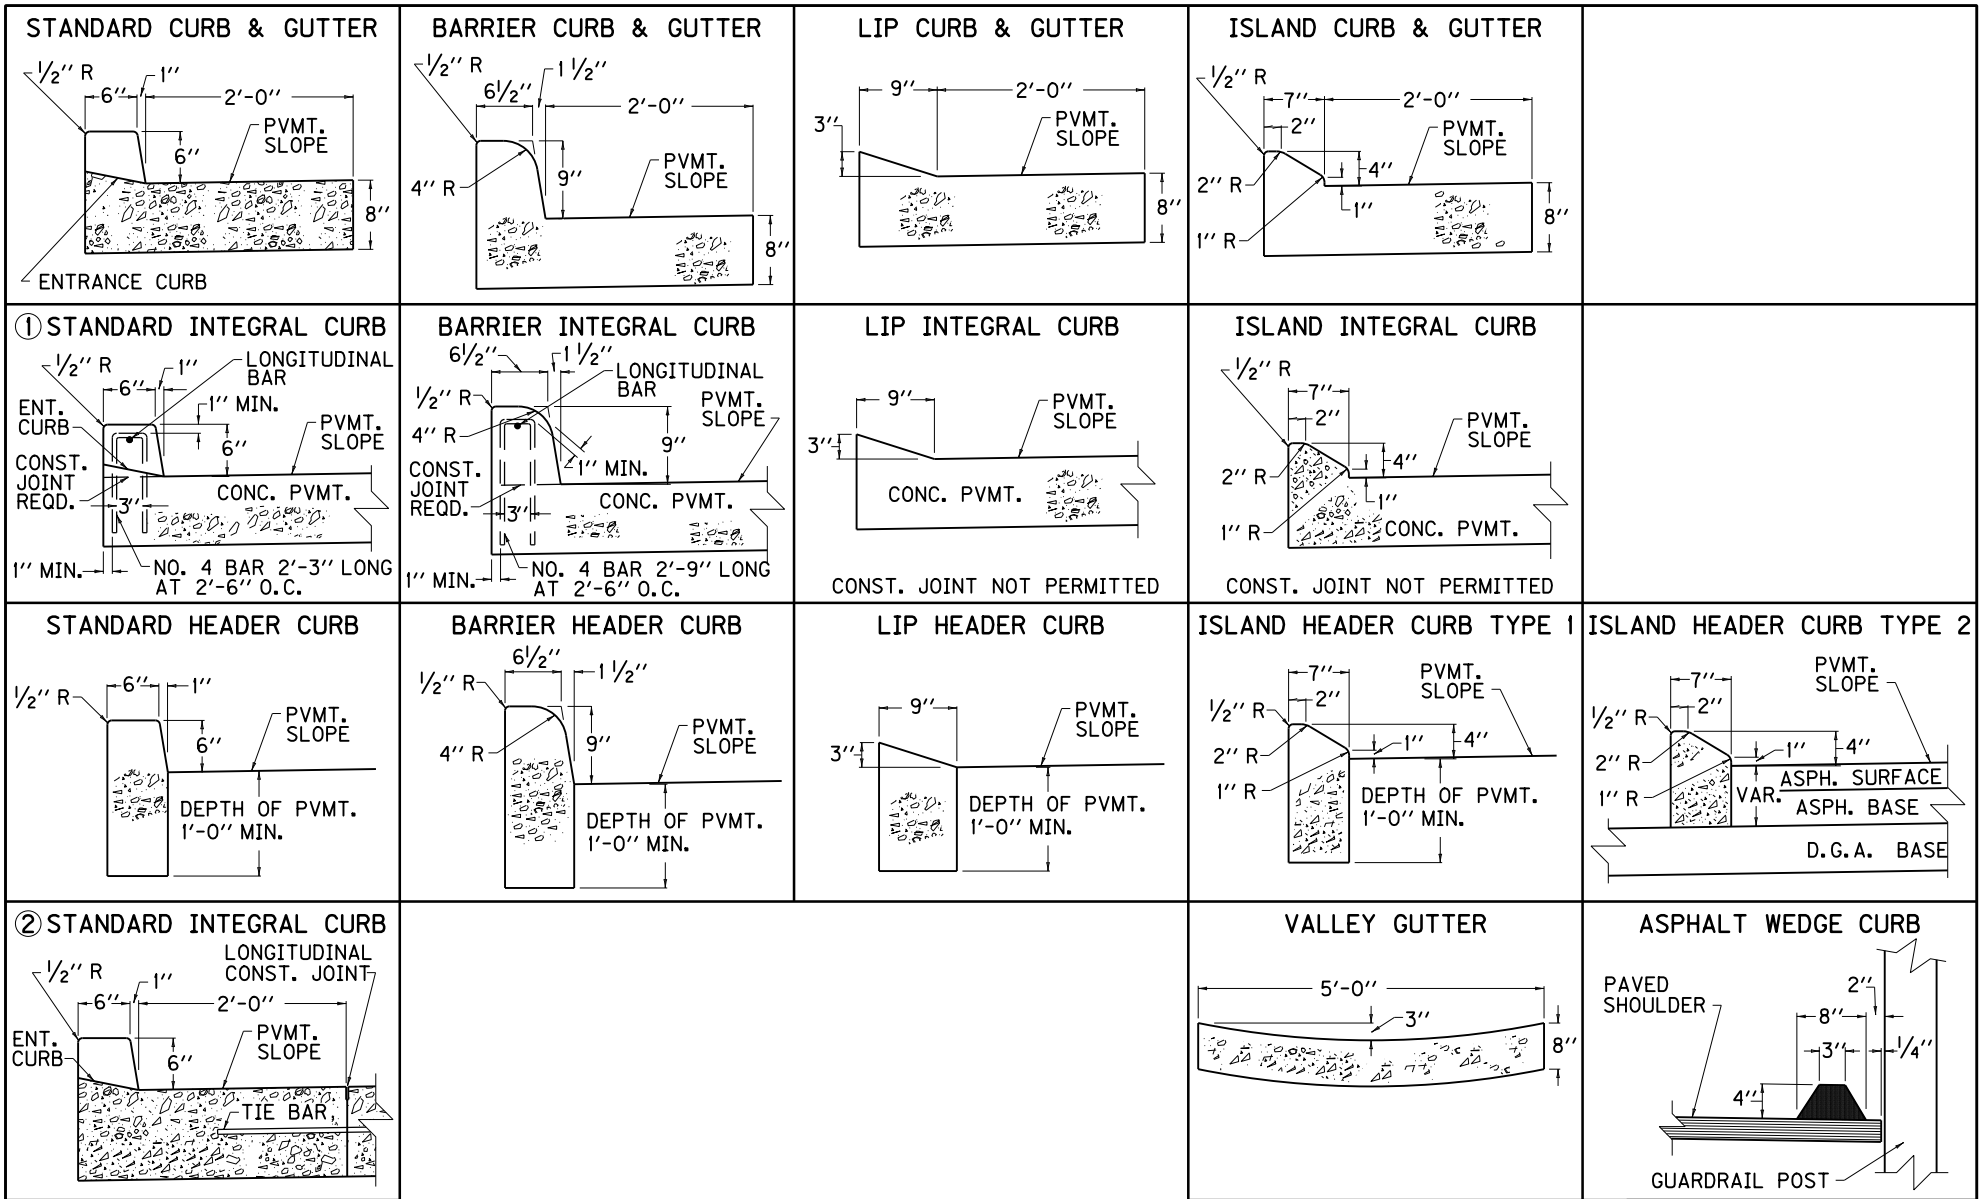 STANDARD CURB & GUTTER
1/2'' R
1''
6''
2'-0''
PVMT.
SLOPE
6''
8''
ENTRANCE CURB
BARRIER CURB & GUTTER
1/2'' R
1 1/2''
6 1/2''
2'-0''
PVMT.
SLOPE
4'' R
9''
8''
LIP CURB & GUTTER
9''
2'-0''
3''
PVMT.
SLOPE
8''
ISLAND CURB & GUTTER
1/2'' R
7''
2'-0''
2''
PVMT.
SLOPE
4''
2'' R
1''
8''
1'' R
① STANDARD INTEGRAL CURB
1/2'' R
1''
LONGITUDINAL
BAR
6''
1'' MIN.
ENT.
CURB
PVMT.
SLOPE
6''
CONST.
JOINT
REQD.
CONC. PVMT.
3''
1'' MIN.
NO. 4 BAR 2'-3'' LONG
AT 2'-6'' O.C.
BARRIER INTEGRAL CURB
6 1/2''
1 1/2''
LONGITUDINAL
BAR
1/2'' R
PVMT.
SLOPE
4'' R
9''
1'' MIN.
CONST.
JOINT
REQD.
CONC. PVMT.
3''
1'' MIN.
NO. 4 BAR 2'-9'' LONG
AT 2'-6'' O.C.
LIP INTEGRAL CURB
9''
PVMT.
SLOPE
3''
CONC. PVMT.
CONST. JOINT NOT PERMITTED
ISLAND INTEGRAL CURB
1/2'' R
7''
2''
PVMT.
SLOPE
4''
2'' R
1''
1'' R
CONC. PVMT.
CONST. JOINT NOT PERMITTED
STANDARD HEADER CURB
6''
1''
1/2'' R
PVMT.
SLOPE
6''
DEPTH OF PVMT.
1'-0'' MIN.
BARRIER HEADER CURB
6 1/2''
1 1/2''
1/2'' R
PVMT.
SLOPE
4'' R
9''
DEPTH OF PVMT.
1'-0'' MIN.
LIP HEADER CURB
9''
PVMT.
SLOPE
3''
DEPTH OF PVMT.
1'-0'' MIN.
ISLAND HEADER CURB TYPE 1
7''
PVMT.
SLOPE
2''
1/2'' R
1''
4''
2'' R
1'' R
DEPTH OF PVMT.
1'-0'' MIN.
ISLAND HEADER CURB TYPE 2
PVMT.
SLOPE
7''
2''
1/2'' R
1''
4''
2'' R
ASPH. SURFACE
1'' R
VAR.
ASPH. BASE
D.G.A. BASE
② STANDARD INTEGRAL CURB
LONGITUDINAL
CONST. JOINT
1/2'' R
1''
6''
2'-0''
ENT.
CURB
PVMT.
SLOPE
6''
TIE BAR,
VALLEY GUTTER
5'-0''
3''
8''
ASPHALT WEDGE CURB
PAVED
SHOULDER
2''
8''
3''
1/4''
4''
GUARDRAIL POST